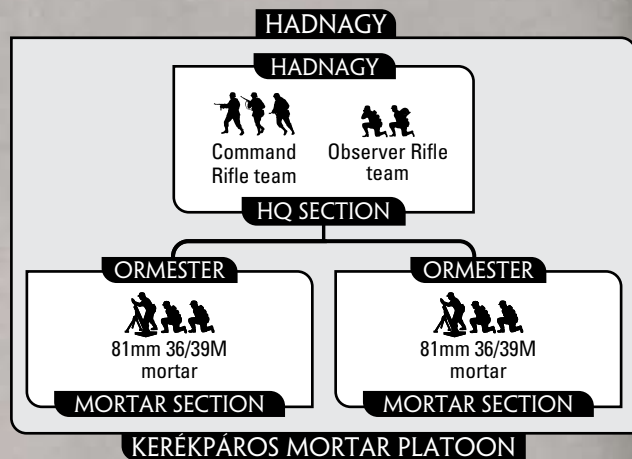 HADNAGY
HADNAGY
Command
Rifle team
Observer Rifle
team
HQ SECTION
ORMESTER
81mm 36/39M
mortar
MORTAR SECTION
ORMESTER
81mm 36/39M
mortar
MORTAR SECTION
KERÉKPÁROS MORTAR PLATOON